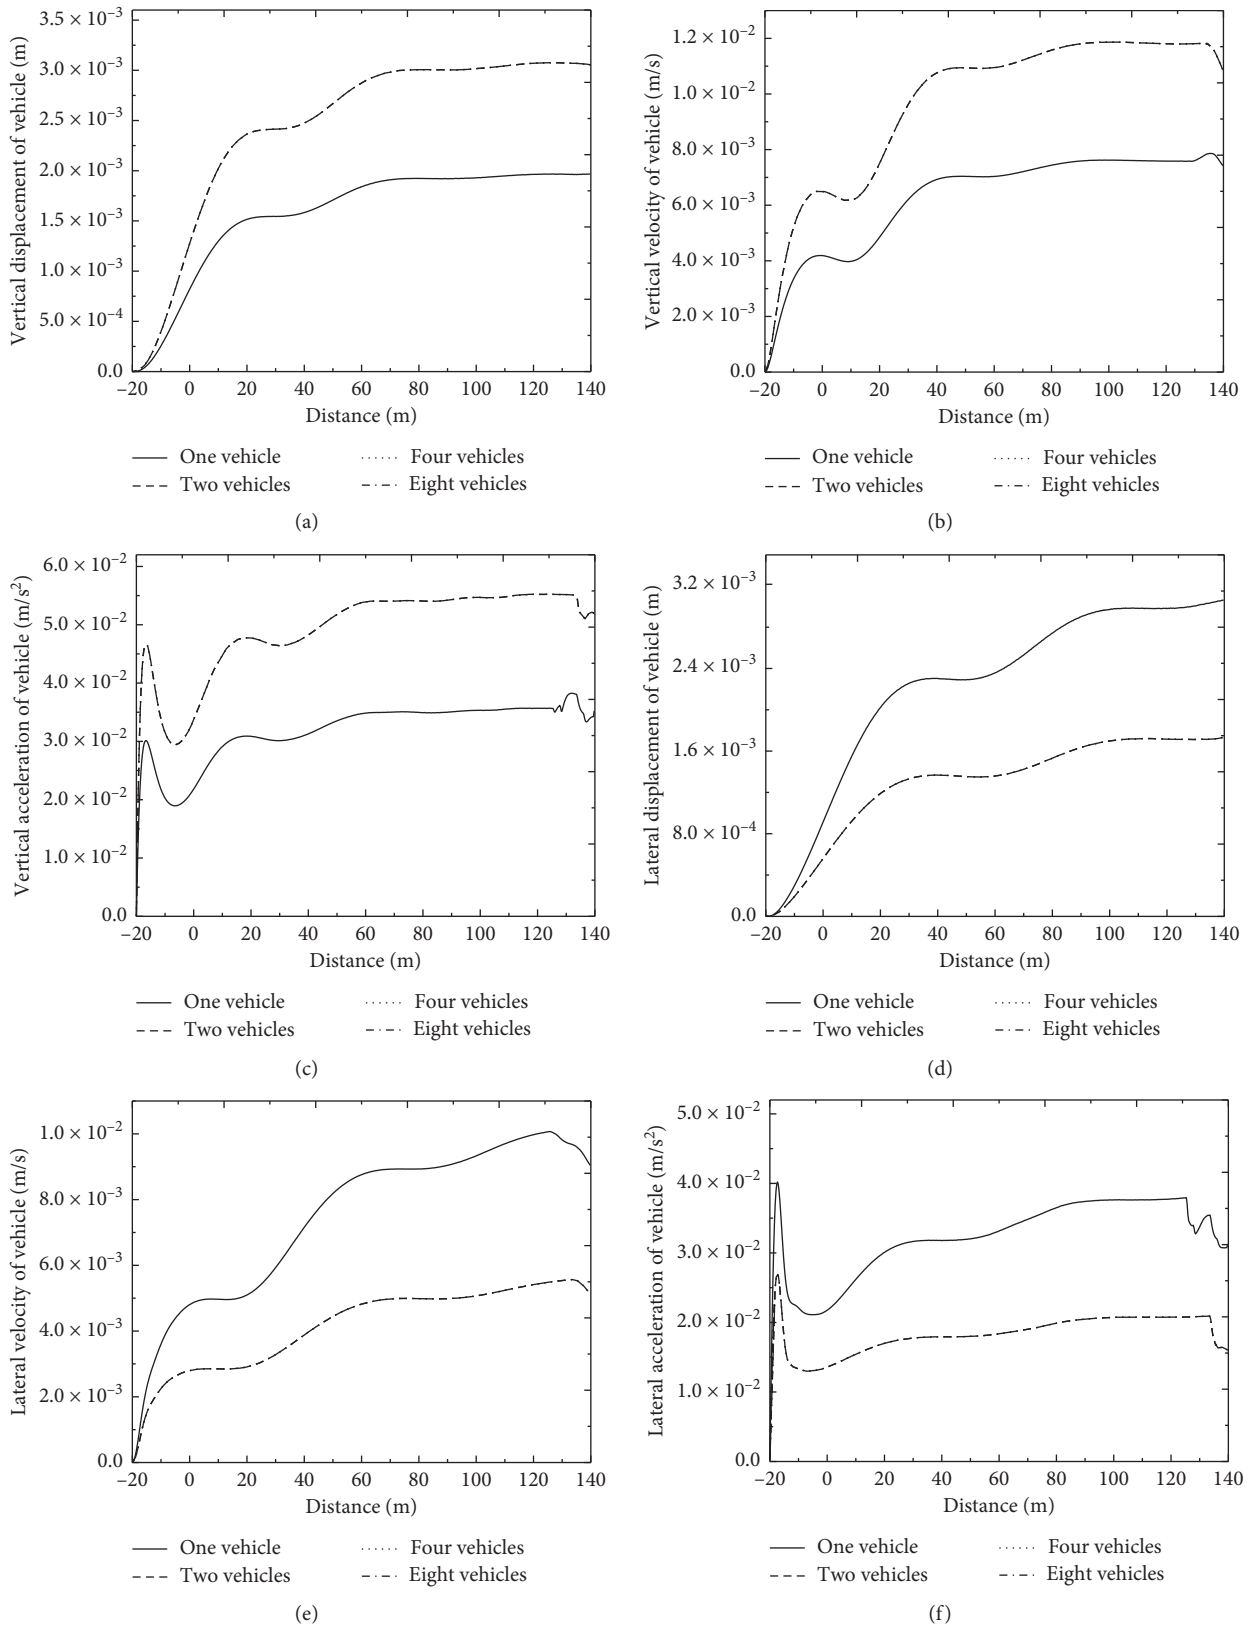 Vertical displacement of vehicle (m)
3.5 × 10⁻³
3.0 × 10⁻³
2.5 × 10⁻³
2.0 × 10⁻³
1.5 × 10⁻³
1.0 × 10⁻³
5.0 × 10⁻⁴
0.0
–20 0 20 40 60 80 100 120 140
Distance (m)
One vehicle
Two vehicles
Four vehicles
Eight vehicles
(a)
Vertical velocity of vehicle (m/s)
1.2 × 10⁻²
1.0 × 10⁻²
8.0 × 10⁻³
6.0 × 10⁻³
4.0 × 10⁻³
2.0 × 10⁻³
0.0
–20 0 20 40 60 80 100 120 140
Distance (m)
One vehicle
Two vehicles
Four vehicles
Eight vehicles
(b)
Vertical acceleration of vehicle (m/s²)
6.0 × 10⁻²
5.0 × 10⁻²
4.0 × 10⁻²
3.0 × 10⁻²
2.0 × 10⁻²
1.0 × 10⁻²
0.0
–20 0 20 40 60 80 100 120 140
Distance (m)
One vehicle
Two vehicles
Four vehicles
Eight vehicles
(c)
Lateral displacement of vehicle (m)
3.2 × 10⁻³
2.4 × 10⁻³
1.6 × 10⁻³
8.0 × 10⁻⁴
0.0
–20 0 20 40 60 80 100 120 140
Distance (m)
One vehicle
Two vehicles
Four vehicles
Eight vehicles
(d)
Lateral velocity of vehicle (m/s)
1.0 × 10⁻²
8.0 × 10⁻³
6.0 × 10⁻³
4.0 × 10⁻³
2.0 × 10⁻³
0.0
–20 0 20 40 60 80 100 120 140
Distance (m)
One vehicle
Two vehicles
Four vehicles
Eight vehicles
(e)
Lateral acceleration of vehicle (m/s²)
5.0 × 10⁻²
4.0 × 10⁻²
3.0 × 10⁻²
2.0 × 10⁻²
1.0 × 10⁻²
0.0
–20 0 20 40 60 80 100 120 140
Distance (m)
One vehicle
Two vehicles
Four vehicles
Eight vehicles
(f)